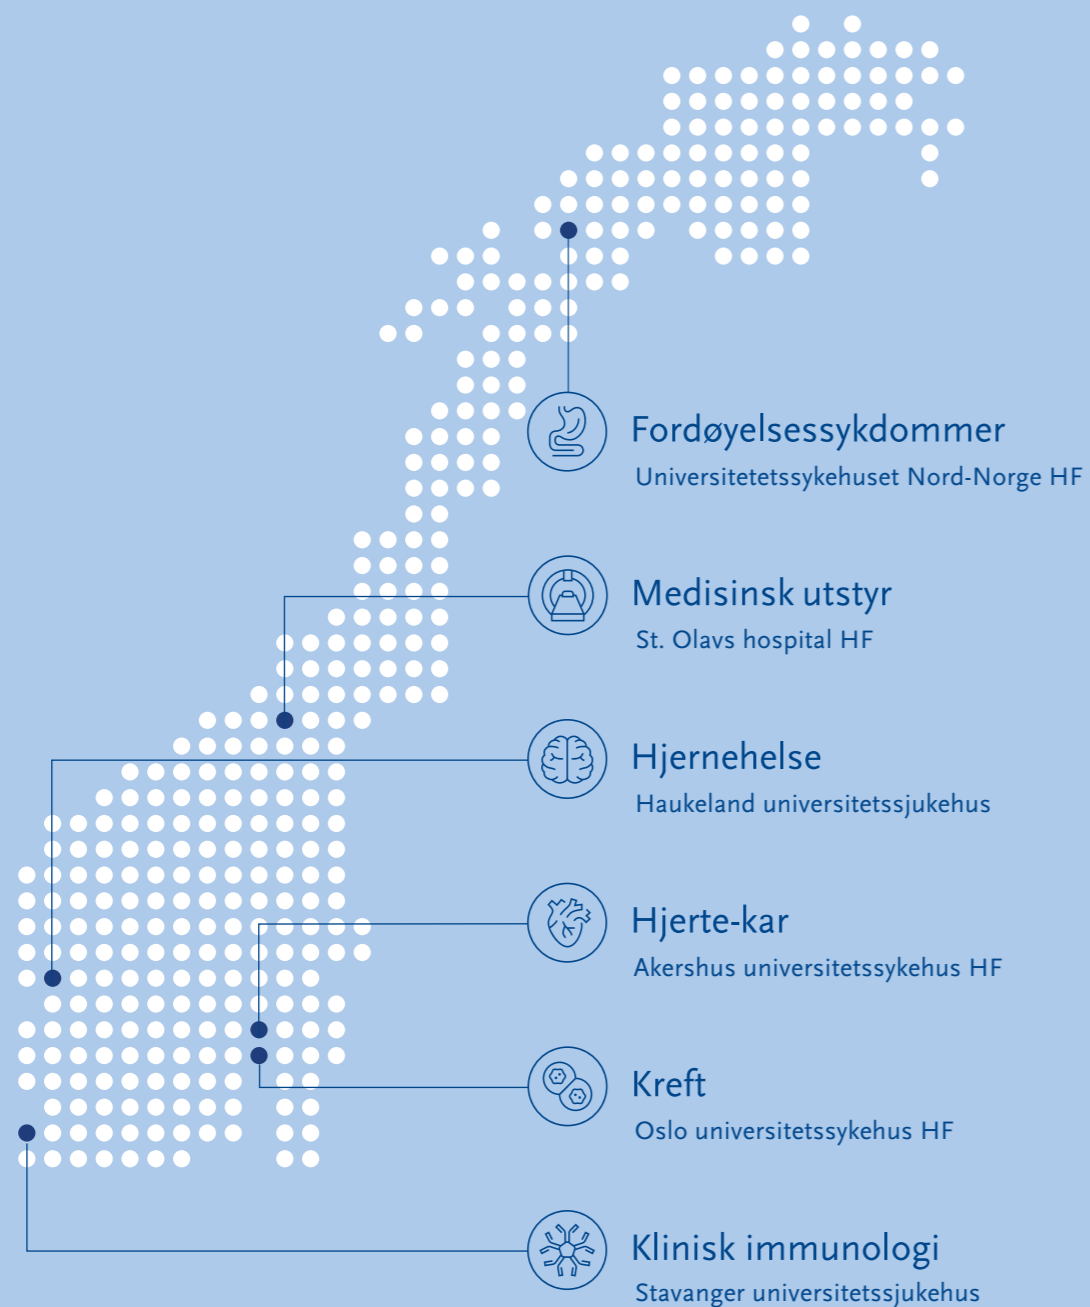 Fordøyelsessykdommer
Universitetetssykehuset Nord-Norge HF
Medisinsk utstyr
St. Olavs hospital HF
Hjernehelse
Haukeland universitetssjukehus
Hjerte-kar
Akershus universitetssykehus HF
Kreft
Oslo universitetssykehus HF
Klinisk immunologi
Stavanger universitetssjukehus